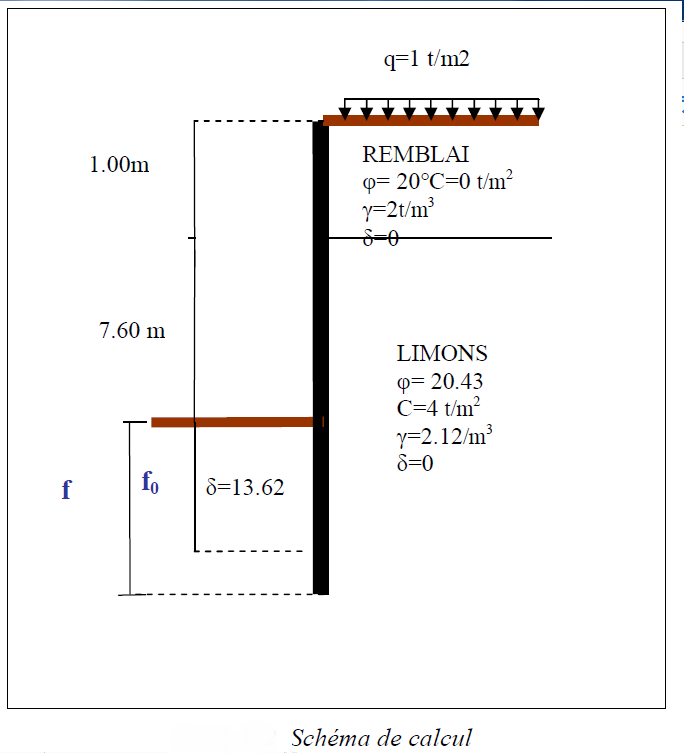 q=1 t/m2
1.00m
REMBLAI
φ= 20°C=0 t/m²
γ=2t/m³
δ=0
7.60 m
LIMONS
φ= 20.43
C=4 t/m²
γ=2.12/m³
δ=0
f
f₀
δ=13.62
Schéma de calcul